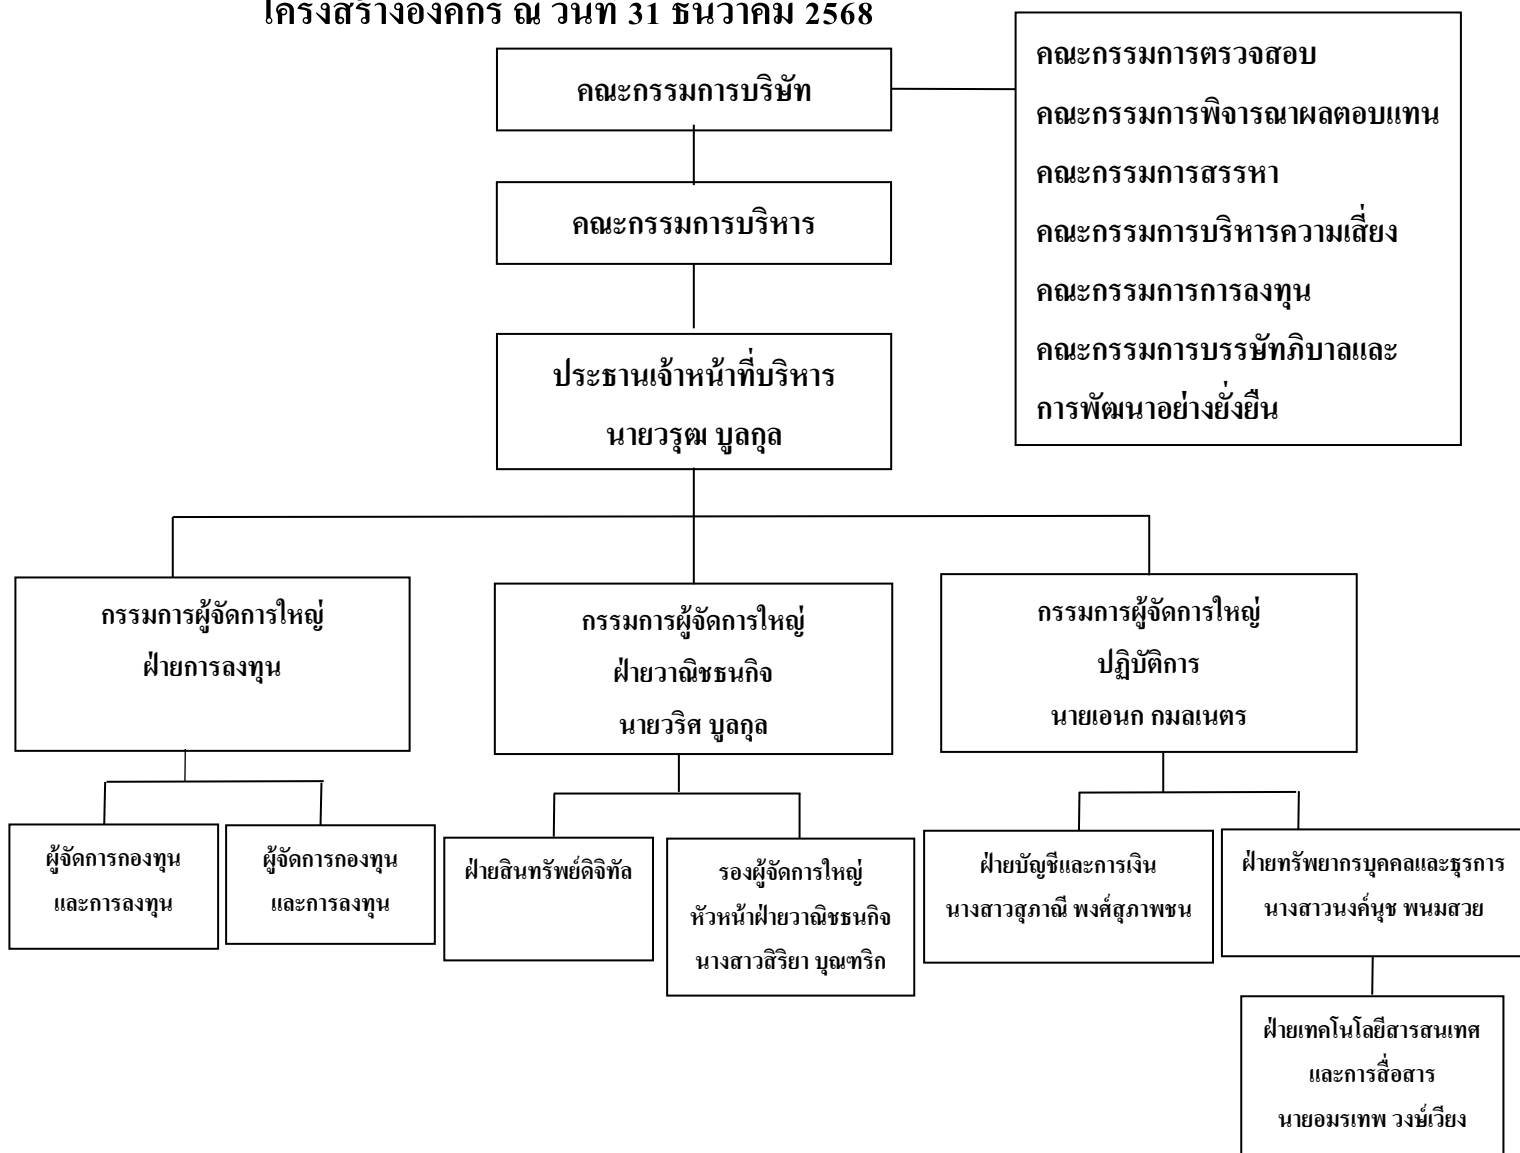 โครงสร้างองค์กร ณ วันที่ 31 ธันวาคม 2568
คณะกรรมการบริษัท
คณะกรรมการตรวจสอบ
คณะกรรมการพิจารณาผลตอบแทน
คณะกรรมการสรรหา
คณะกรรมการบริหารความเสี่ยง
คณะกรรมการการลงทุน
คณะกรรมการบรรษัทภิบาลและ
การพัฒนาอย่างยั่งยืน
คณะกรรมการบริหาร
ประธานเจ้าหน้าที่บริหาร
นายวรุฒ บูลกุล
กรรมการผู้จัดการใหญ่
ฝ่ายการลงทุน
กรรมการผู้จัดการใหญ่
ฝ่ายวาณิชธนกิจ
นายวริศ บูลกุล
กรรมการผู้จัดการใหญ่
ปฏิบัติการ
นายเอนก กมลเนตร
ผู้จัดการกองทุน
และการลงทุน
ผู้จัดการกองทุน
และการลงทุน
ฝ่ายสินทรัพย์ดิจิทัล
รองผู้จัดการใหญ่
หัวหน้าฝ่ายวาณิชธนกิจ
นางสาวสิริยา บุณฑริก
ฝ่ายบัญชีและการเงิน
นางสาวสุภาณี พงศ์สุภาพชน
ฝ่ายทรัพยากรบุคคลและธุรการ
นางสาวนงค์นุช พนมสวย
ฝ่ายเทคโนโลยีสารสนเทศ
และการสื่อสาร
นายอมรเทพ วงษ์เวียง